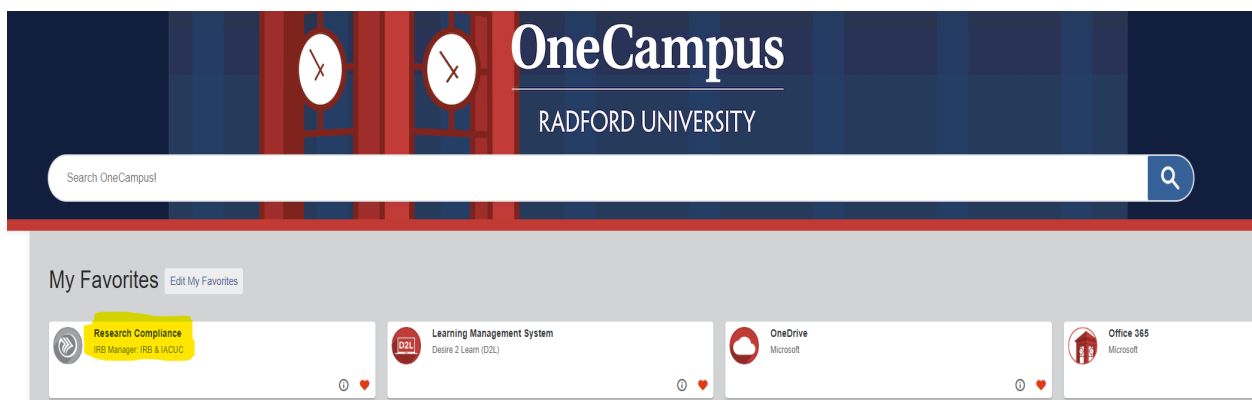 OneCampus
RADFORD UNIVERSITY
Search OneCampus!
My Favorites Edit My Favorites
Research Compliance
IRB Manager: IRB & IACUC
D2L
Learning Management System
Desire 2 Learn (D2L)
OneDrive
Microsoft
Office 365
Microsoft